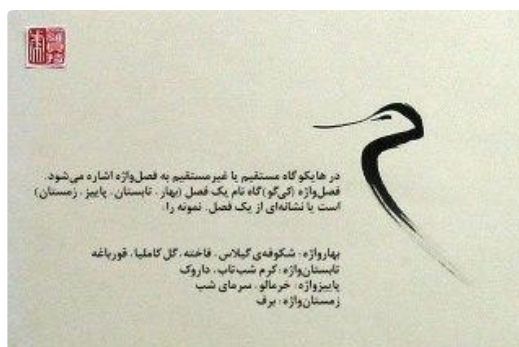 در هایکو گاه مستقیم یا غیرمستقیم به فصل‌واژه اشاره می‌شود.
فصل‌واژه (کی‌گو) گاه نام یک فصل (بهار، تابستان، پاییز، زمستان)
است یا نشانه‌ای از یک فصل. نمونه را،
بهارواژه: شکوفه‌ی گیلاس، فاخته، گل کاملیا، قورباغه
تابستان‌واژه: کرم شب‌تاب، داروک
پاییزواژه: خرمالو، سرمای شب
زمستان‌واژه: برف